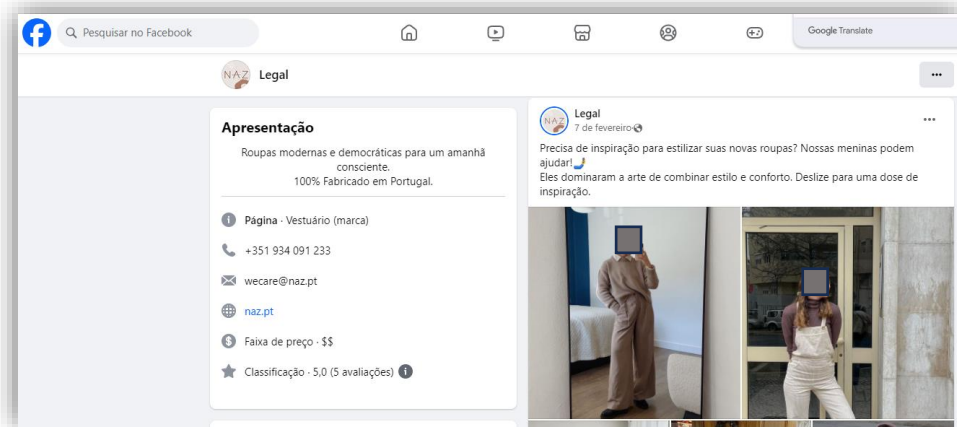 Pesquisar no Facebook
Google Translate
NAZ
Legal
Apresentação
Roupas modernas e democráticas para um amanhã
consciente.
100% Fabricado em Portugal.
Página · Vestuário (marca)
+351 934 091 233
wecare@naz.pt
naz.pt
Faixa de preço · $$
Classificação · 5,0 (5 avaliações)
NAZ
Legal
7 de fevereiro
Precisa de inspiração para estilizar suas novas roupas? Nossas meninas podem
ajudar!🤳
Eles dominaram a arte de combinar estilo e conforto. Deslize para uma dose de
inspiração.